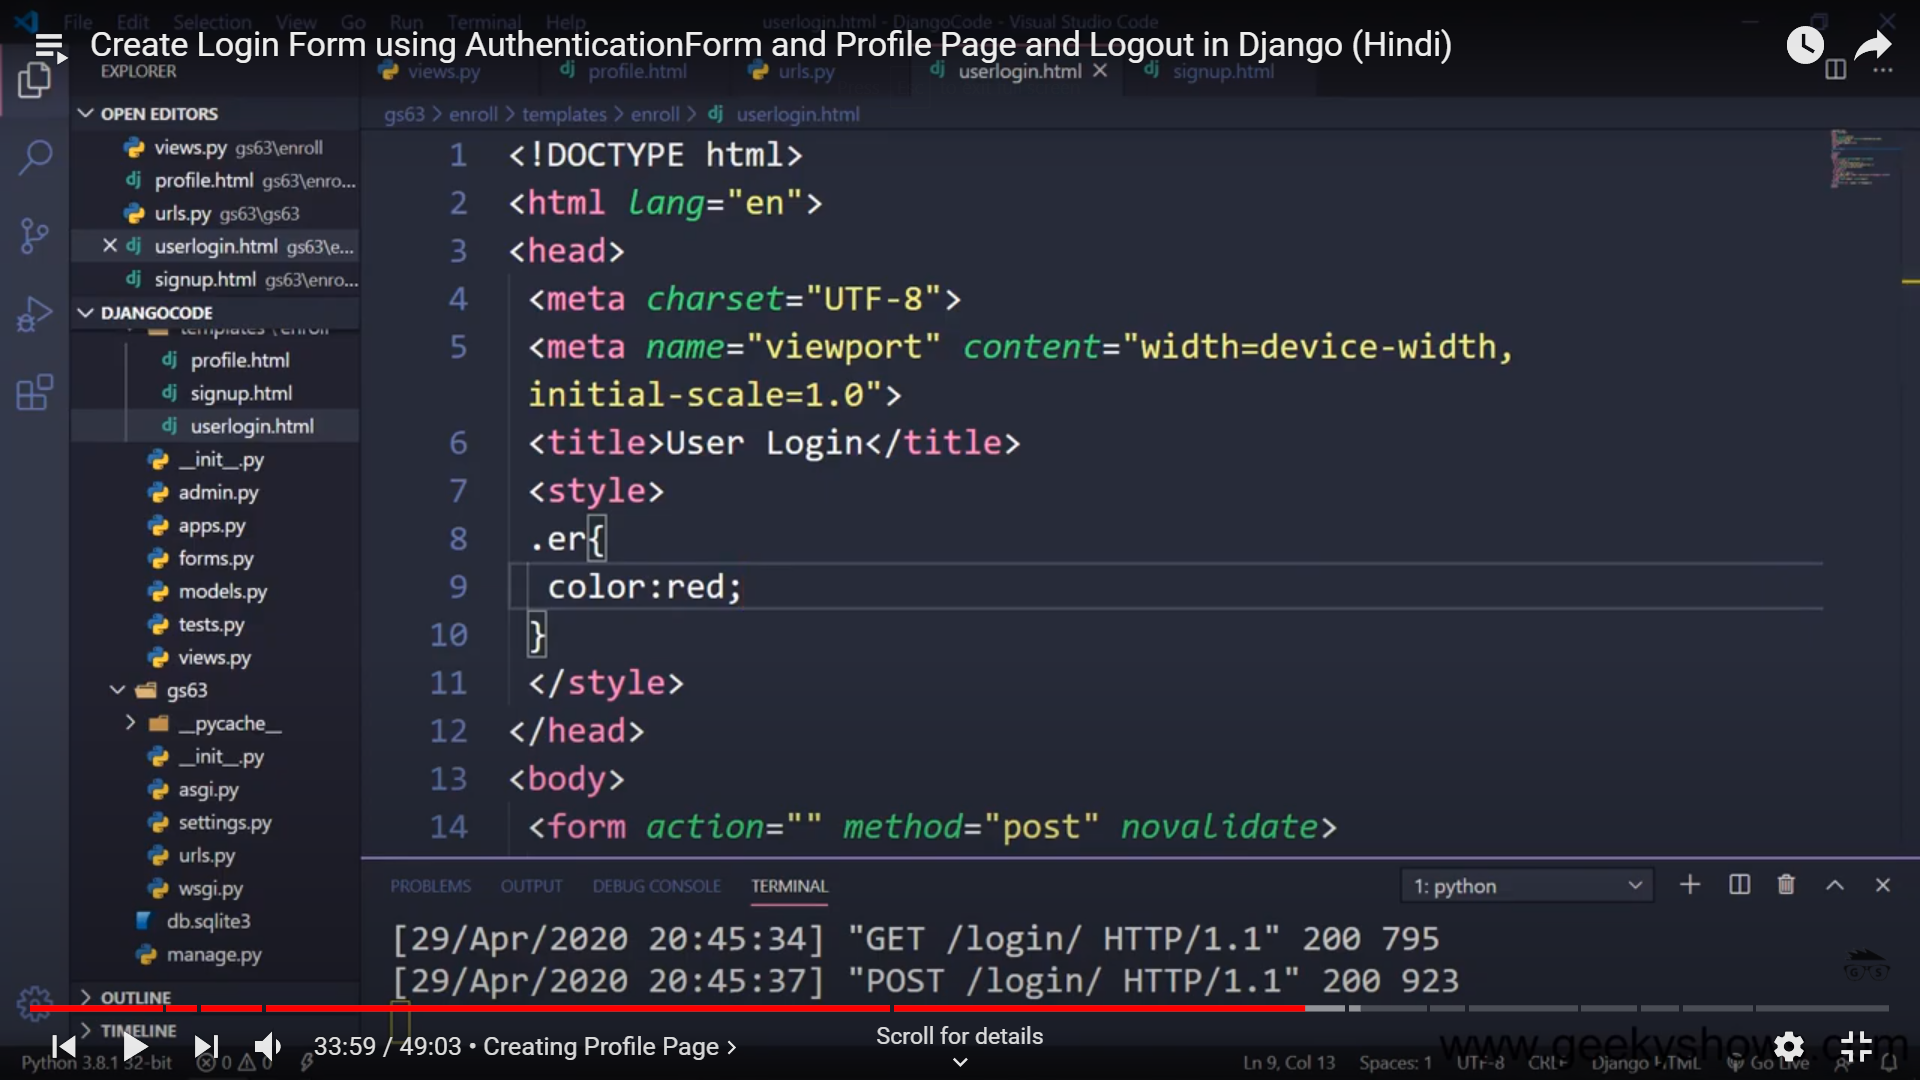 File Edit Selection View Go Run Terminal Help userlogin.html - DjangoCode - Visual Studio Code
Create Login Form using AuthenticationForm and Profile Page and Logout in Django (Hindi)
EXPLORER
views.py profile.html urls.py userlogin.html signup.html
OPEN EDITORS
views.py gs63\enroll
profile.html gs63\enro...
urls.py gs63\gs63
userlogin.html gs63\e...
signup.html gs63\enro...
DJANGOCODE
templates \ enroll
profile.html
signup.html
userlogin.html
__init__.py
admin.py
apps.py
forms.py
models.py
tests.py
views.py
gs63
__pycache__
__init__.py
asgi.py
settings.py
urls.py
wsgi.py
db.sqlite3
manage.py
OUTLINE
TIMELINE
gs63 > enroll > templates > enroll > userlogin.html
1 <!DOCTYPE html>
2 <html lang="en">
3 <head>
4 <meta charset="UTF-8">
5 <meta name="viewport" content="width=device-width,
initial-scale=1.0">
6 <title>User Login</title>
7 <style>
8 .er{
9 color:red;
10 }
11 </style>
12 </head>
13 <body>
14 <form action="" method="post" novalidate>
PROBLEMS OUTPUT DEBUG CONSOLE TERMINAL 1: python
[29/Apr/2020 20:45:34] "GET /login/ HTTP/1.1" 200 795
[29/Apr/2020 20:45:37] "POST /login/ HTTP/1.1" 200 923
33:59 / 49:03 • Creating Profile Page
Scroll for details
Python 3.8.1 32-bit 0 0 Ln 9, Col 13 Spaces: 1 UTF-8 CRLF Django HTML Go Live